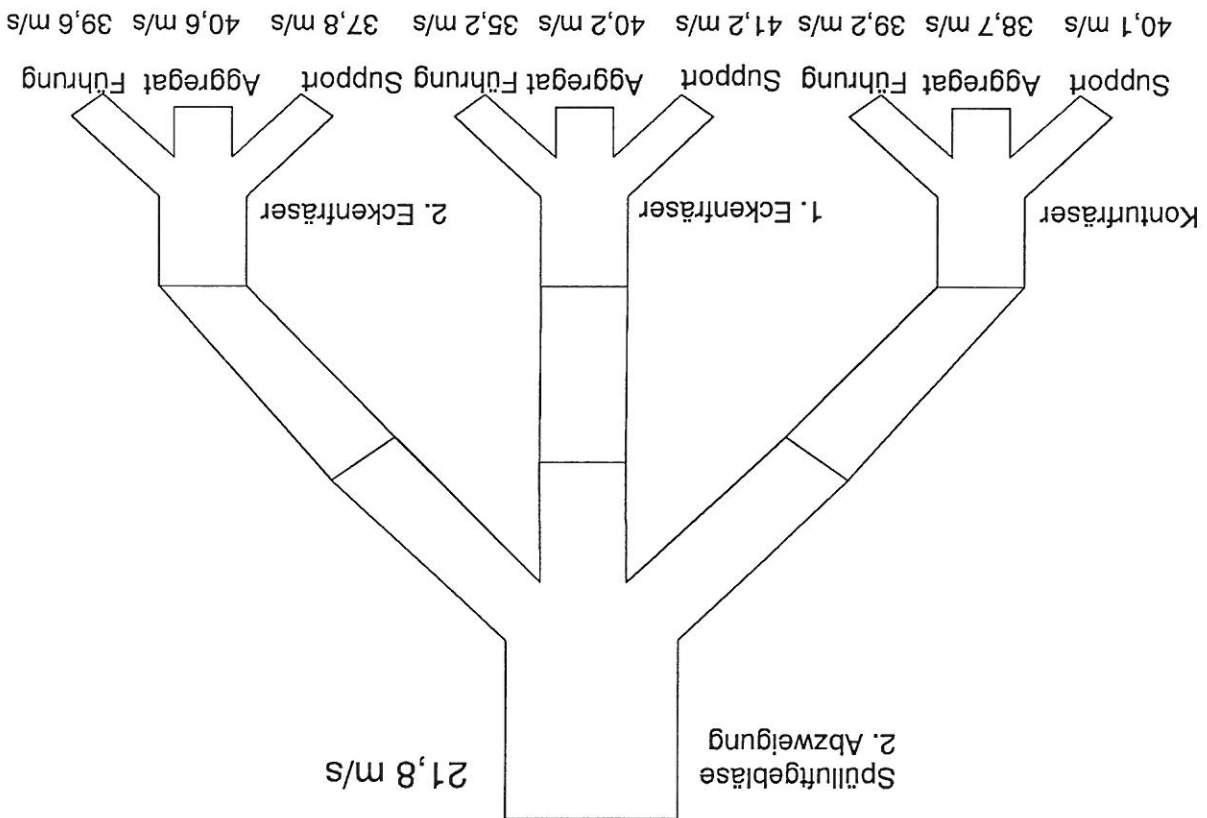 Spülluftgebläse
2. Abzweigung
21,8 m/s
Konturfräser
1. Eckenfräser
2. Eckenfräser
Support Aggregat Führung Support Aggregat Führung Support Aggregat Führung
40,1 m/s 38,7 m/s 39,2 m/s 41,2 m/s 40,2 m/s 35,2 m/s 37,8 m/s 40,6 m/s 39,6 m/s